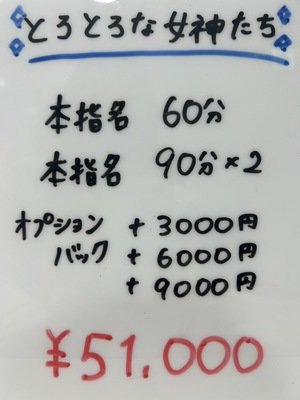 とろとろな女神たち
本指名 60分
本指名 90分×2
オプション + 3000円
バック + 6000円
+ 9000円
¥51,000